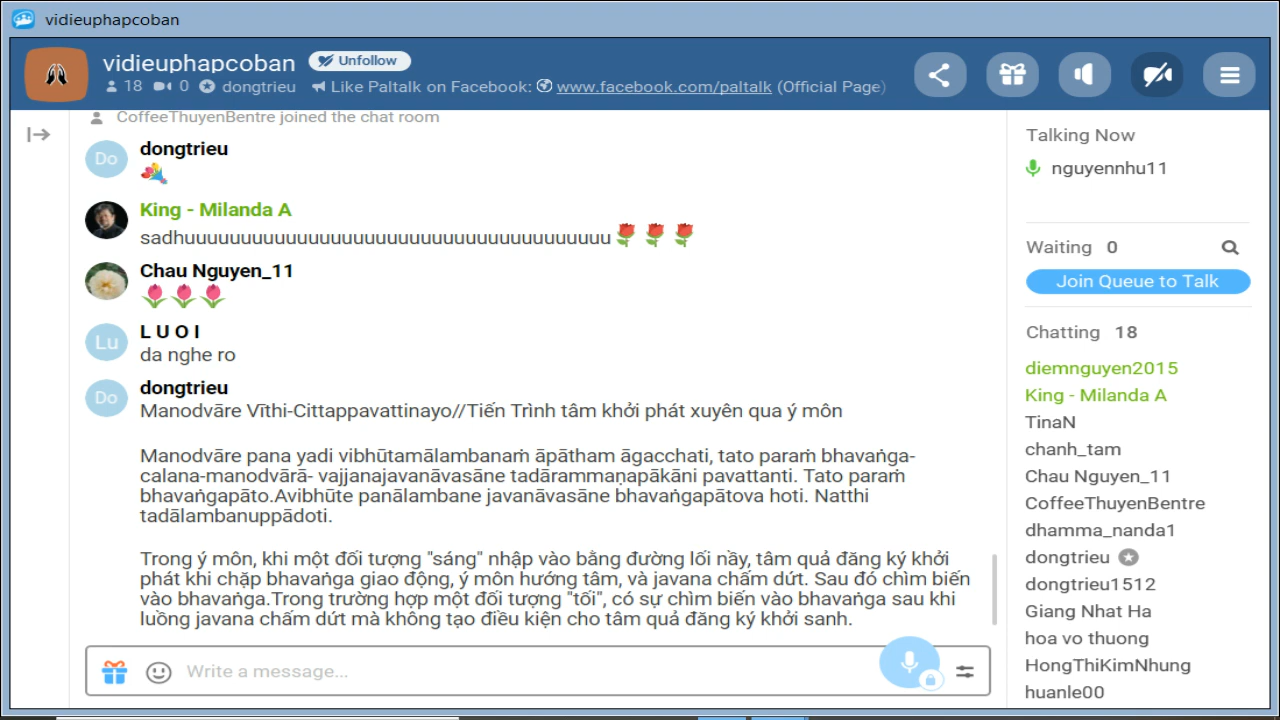 vidieuphapcoban
vidieuphapcoban Unfollow
18 0 dongtrieu Like Paltalk on Facebook: www.facebook.com/paltalk (Official Page)
CoffeeThuyenBentre joined the chat room
Do dongtrieu
King - Milanda A
sadhuuuuuuuuuuuuuuuuuuuuuuuuuuuuuuuuuuuuuu
Chau Nguyen_11
Lu L U O I
da nghe ro
Do dongtrieu
Manodvāre Vīthi-Cittappavattinayo//Tiến Trình tâm khởi phát xuyên qua ý môn
Manodvāre pana yadi vibhūtamālambanaṁ āpātham āgacchati, tato paraṁ bhavaṅga-
calana-manodvārā- vajjanajavanāvasāne tadārammaṇapākāni pavattanti. Tato paraṁ
bhavaṅgapāto.Avibhūte panālambane javanāvasāne bhavaṅgapātova hoti. Natthi
tadālambanuppādoti.
Trong ý môn, khi một đối tượng "sáng" nhập vào bằng đường lối nầy, tâm quả đăng ký khởi
phát khi chặp bhavaṅga giao động, ý môn hướng tâm, và javana chấm dứt. Sau đó chìm biến
vào bhavaṅga.Trong trường hợp một đối tượng "tối", có sự chìm biến vào bhavaṅga sau khi
luồng javana chấm dứt mà không tạo điều kiện cho tâm quả đăng ký khởi sanh.
Write a message...
Talking Now
nguyennhu11
Waiting 0
Join Queue to Talk
Chatting 18
diemnguyen2015
King - Milanda A
TinaN
chanh_tam
Chau Nguyen_11
CoffeeThuyenBentre
dhamma_nanda1
dongtrieu
dongtrieu1512
Giang Nhat Ha
hoa vo thuong
HongThiKimNhung
huanle00